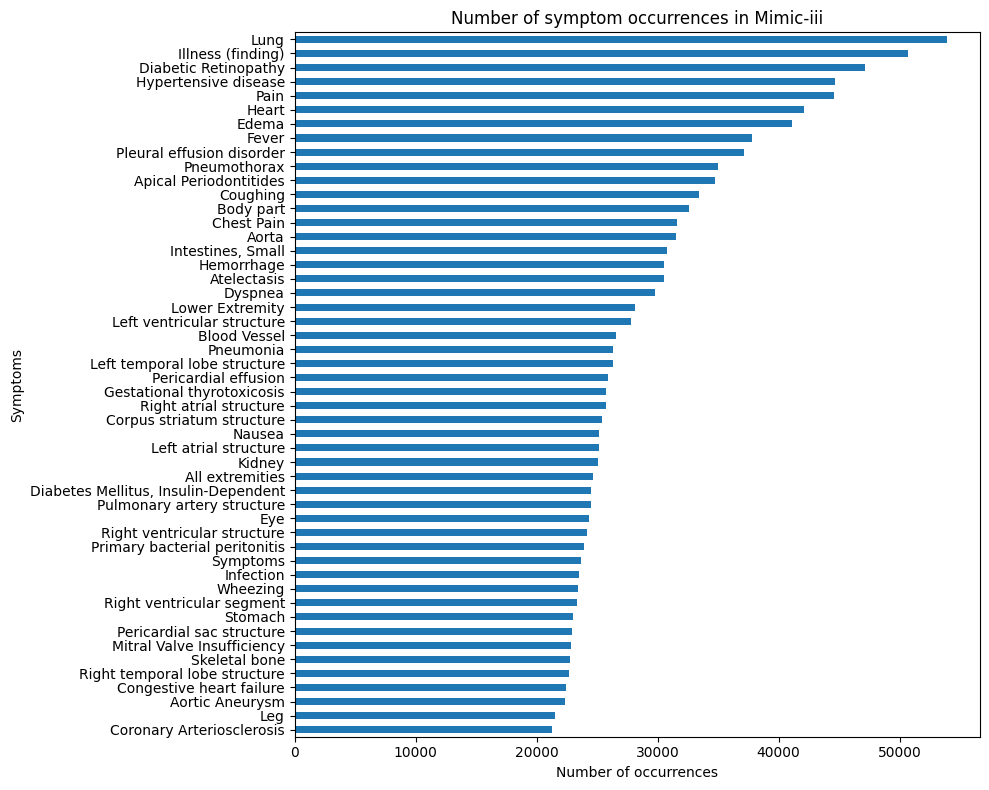 Number of symptom occurrences in Mimic-iii
Symptoms
Lung
Illness (finding)
Diabetic Retinopathy
Hypertensive disease
Pain
Heart
Edema
Fever
Pleural effusion disorder
Pneumothorax
Apical Periodontitides
Coughing
Body part
Chest Pain
Aorta
Intestines, Small
Hemorrhage
Atelectasis
Dyspnea
Lower Extremity
Left ventricular structure
Blood Vessel
Pneumonia
Left temporal lobe structure
Pericardial effusion
Gestational thyrotoxicosis
Right atrial structure
Corpus striatum structure
Nausea
Left atrial structure
Kidney
All extremities
Diabetes Mellitus, Insulin-Dependent
Pulmonary artery structure
Eye
Right ventricular structure
Primary bacterial peritonitis
Symptoms
Infection
Wheezing
Right ventricular segment
Stomach
Pericardial sac structure
Mitral Valve Insufficiency
Skeletal bone
Right temporal lobe structure
Congestive heart failure
Aortic Aneurysm
Leg
Coronary Arteriosclerosis
0 10000 20000 30000 40000 50000
Number of occurrences